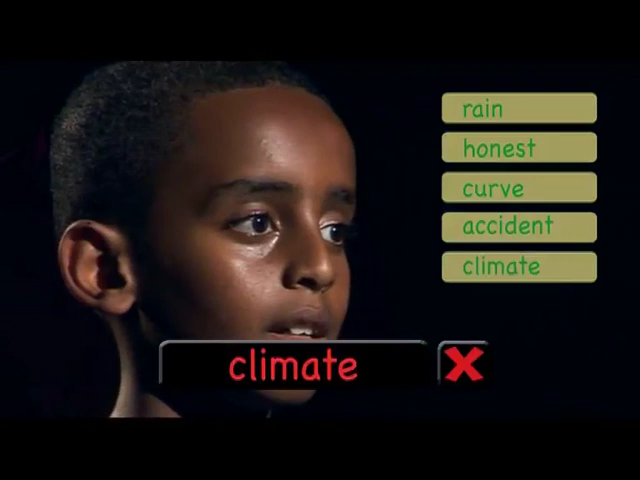 rain
honest
curve
accident
climate
climate